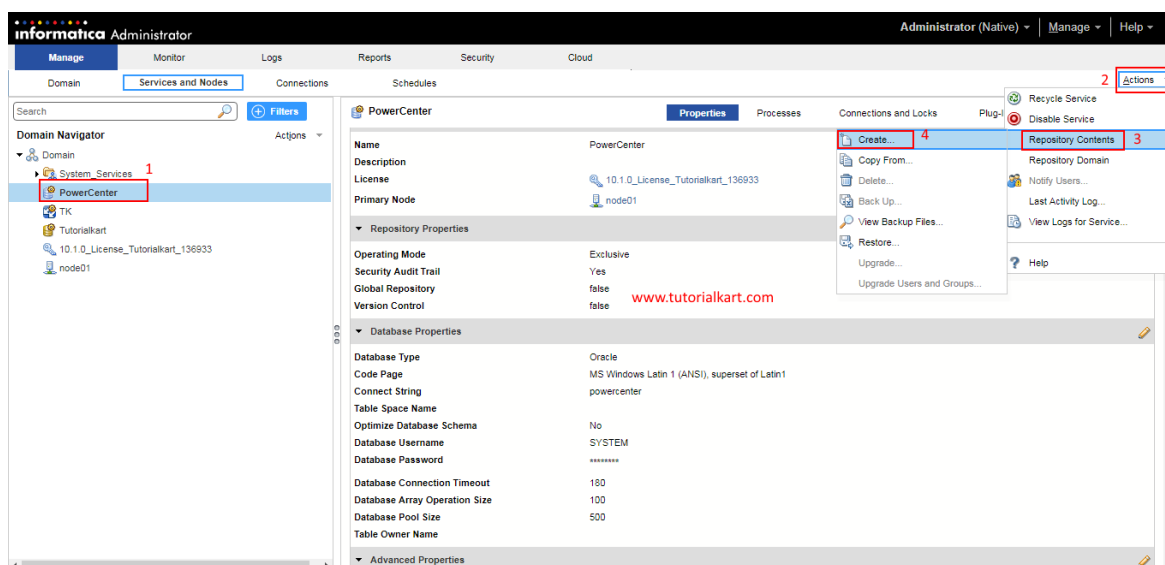 informatica Administrator
Administrator (Native) Manage Help
Manage Monitor Logs Reports Security Cloud
Domain Services and Nodes Connections Schedules
2 Actions
Search Filters
Domain Navigator Actions
Domain
System_Services 1
PowerCenter
TK
Tutorialkart
10.1.0_License_Tutorialkart_136933
node01
PowerCenter Properties Processes Connections and Locks
Recycle Service
Disable Service
Repository Contents 3
Repository Domain
Notify Users...
Last Activity Log...
View Logs for Service...
Help
Create... 4
Copy From...
Delete...
Back Up...
View Backup Files...
Restore...
Upgrade...
Upgrade Users and Groups...
Name PowerCenter
Description
License 10.1.0_License_Tutorialkart_136933
Primary Node node01
Repository Properties
Operating Mode Exclusive
Security Audit Trail Yes
Global Repository false
Version Control false
www.tutorialkart.com
Database Properties
Database Type Oracle
Code Page MS Windows Latin 1 (ANSI), superset of Latin1
Connect String powercenter
Table Space Name
Optimize Database Schema No
Database Username SYSTEM
Database Password ********
Database Connection Timeout 180
Database Array Operation Size 100
Database Pool Size 500
Table Owner Name
Advanced Properties